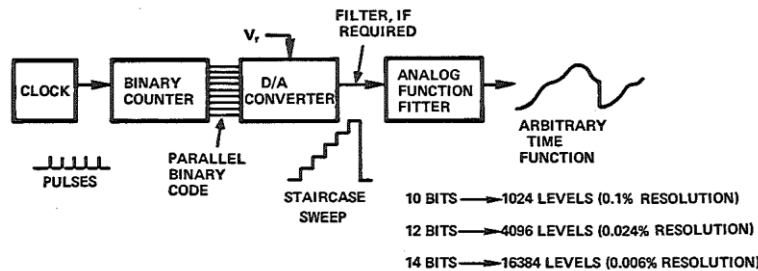 FILTER, IF
REQUIRED
Vr
CLOCK
BINARY
COUNTER
D/A
CONVERTER
ANALOG
FUNCTION
FITTER
PULSES
PARALLEL
BINARY
CODE
STAIRCASE
SWEEP
ARBITRARY
TIME
FUNCTION
10 BITS → 1024 LEVELS (0.1% RESOLUTION)
12 BITS → 4096 LEVELS (0.024% RESOLUTION)
14 BITS → 16384 LEVELS (0.006% RESOLUTION)